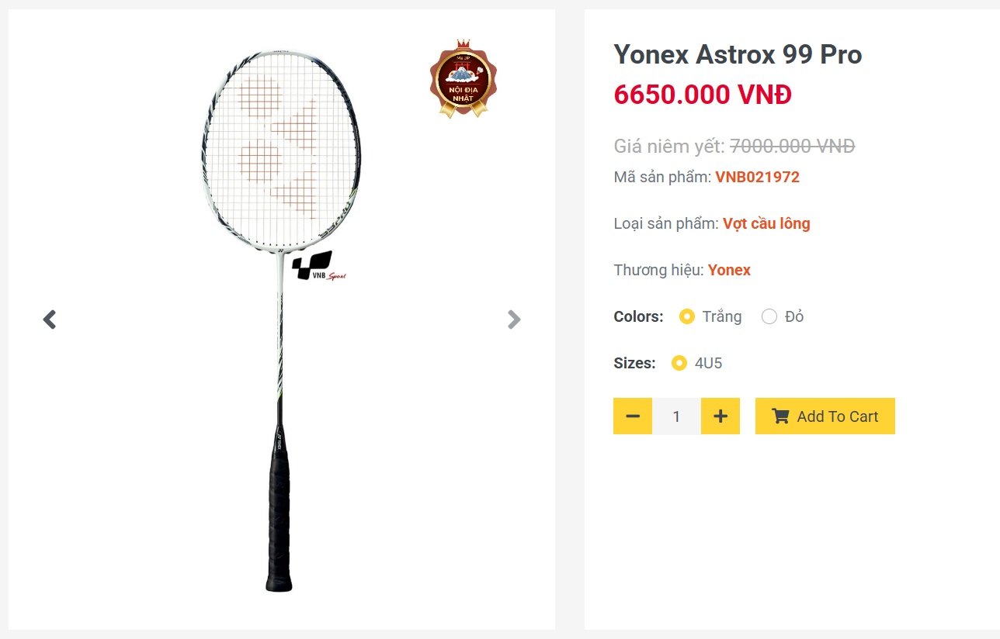 Mã JP
NỘI ĐỊA
NHẬT
VNB Sport
Yonex Astrox 99 Pro
6650.000 VNĐ
Giá niêm yết: 7000.000 VNĐ
Mã sản phẩm: VNB021972
Loại sản phẩm: Vợt cầu lông
Thương hiệu: Yonex
Colors: Trắng Đỏ
Sizes: 4U5
1 Add To Cart